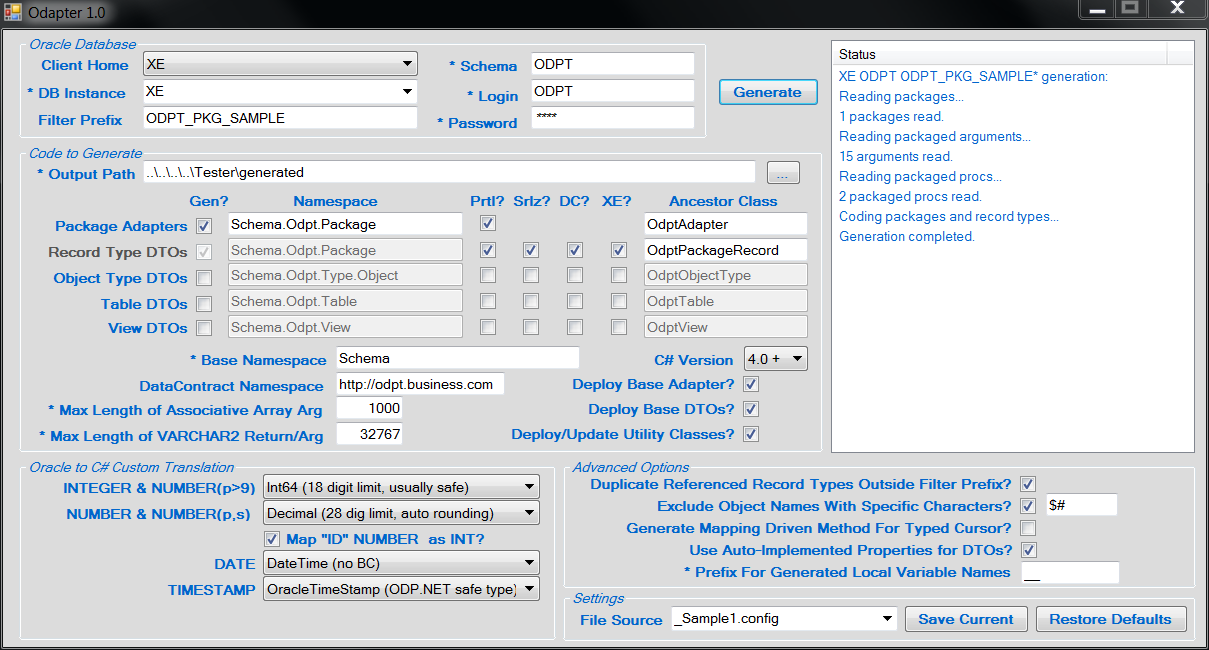 Odapter 1.0
Oracle Database
Client Home XE * Schema ODPT
* DB Instance XE * Login ODPT
Filter Prefix ODPT_PKG_SAMPLE * Password ****
Generate
Code to Generate
* Output Path ..\..\..\..\Tester\generated ...
Gen? Namespace Prtl? Srlz? DC? XE? Ancestor Class
Package Adapters Schema.Odpt.Package OdptAdapter
Record Type DTOs Schema.Odpt.Package OdptPackageRecord
Object Type DTOs Schema.Odpt.Type.Object OdptObjectType
Table DTOs Schema.Odpt.Table OdptTable
View DTOs Schema.Odpt.View OdptView
* Base Namespace Schema C# Version 4.0 +
DataContract Namespace http://odpt.business.com Deploy Base Adapter?
* Max Length of Associative Array Arg 1000 Deploy Base DTOs?
* Max Length of VARCHAR2 Return/Arg 32767 Deploy/Update Utility Classes?
Status
XE ODPT ODPT_PKG_SAMPLE* generation:
Reading packages...
1 packages read.
Reading packaged arguments...
15 arguments read.
Reading packaged procs...
2 packaged procs read.
Coding packages and record types...
Generation completed.
Oracle to C# Custom Translation
INTEGER & NUMBER(p>9) Int64 (18 digit limit, usually safe)
NUMBER & NUMBER(p,s) Decimal (28 dig limit, auto rounding)
Map "ID" NUMBER as INT?
DATE DateTime (no BC)
TIMESTAMP OracleTimeStamp (ODP.NET safe type)
Advanced Options
Duplicate Referenced Record Types Outside Filter Prefix?
Exclude Object Names With Specific Characters? $#
Generate Mapping Driven Method For Typed Cursor?
Use Auto-Implemented Properties for DTOs?
* Prefix For Generated Local Variable Names __
Settings
File Source _Sample1.config Save Current Restore Defaults